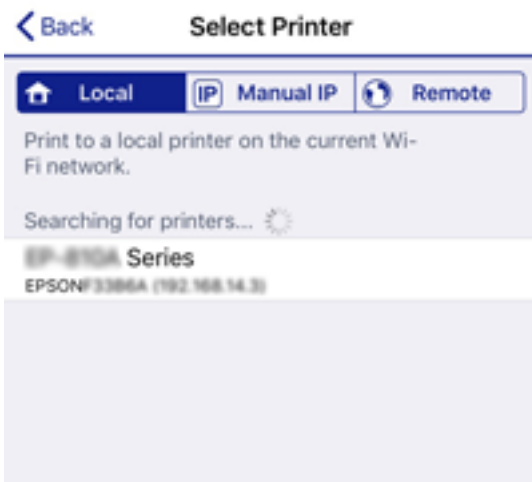 Back
Select Printer
Local
IP Manual IP
Remote
Print to a local printer on the current Wi-
Fi network.
Searching for printers...
Series
EPSON